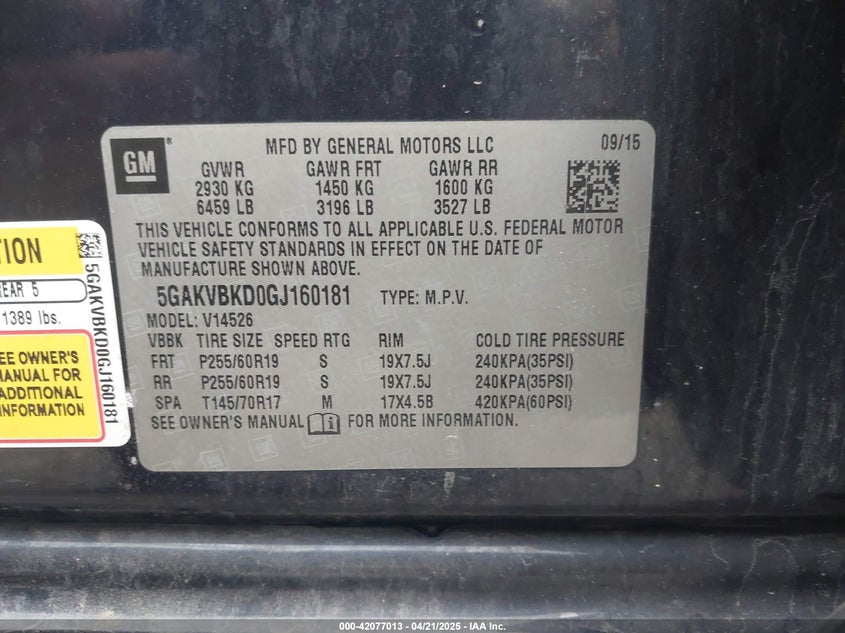 GM
MFD BY GENERAL MOTORS LLC 09/15
GVWR GAWR FRT GAWR RR
2930 KG 1450 KG 1600 KG
6459 LB 3196 LB 3527 LB
THIS VEHICLE CONFORMS TO ALL APPLICABLE U.S. FEDERAL MOTOR
VEHICLE SAFETY STANDARDS IN EFFECT ON THE DATE OF
MANUFACTURE SHOWN ABOVE.
5GAKVBKD0GJ160181 TYPE: M.P.V.
MODEL: V14526
VBBK TIRE SIZE SPEED RTG RIM COLD TIRE PRESSURE
FRT P255/60R19 S 19X7.5J 240KPA(35PSI)
RR P255/60R19 S 19X7.5J 240KPA(35PSI)
SPA T145/70R17 M 17X4.5B 420KPA(60PSI)
SEE OWNER'S MANUAL FOR MORE INFORMATION.
TION
EAR 5
1389 lbs.
EE OWNER'S
MANUAL FOR
ADDITIONAL
INFORMATION
5GAKVBKD0GJ160181
000-42077013 - 04/21/2025 - IAA Inc.